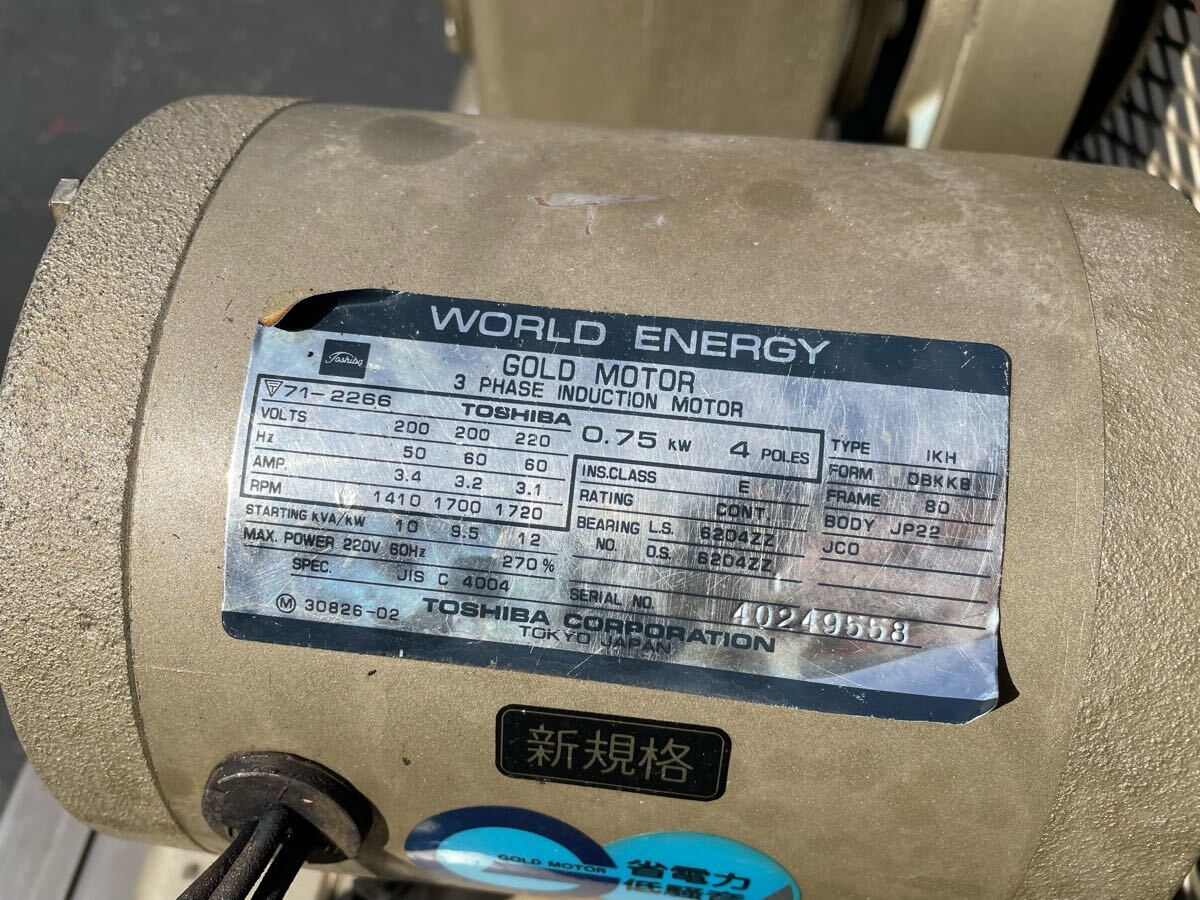 WORLD ENERGY
Toshiba
GOLD MOTOR
3 PHASE INDUCTION MOTOR
71-2266 TOSHIBA 0.75 KW 4 POLES
VOLTS 200 200 220
Hz 50 60 60
AMP. 3.4 3.2 3.1
RPM 1410 1700 1720
STARTING KVA/KW 10 9.5 12
MAX. POWER 220V 60Hz 270 %
SPEC. JIS C 4004
INS.CLASS E
RATING CONT.
BEARING NO. L.S. 6204ZZ
O.S. 6204ZZ
SERIAL NO. 40249558
TYPE IKH
FORM DBKKB
FRAME 80
BODY JP22
JCO
Ⓜ 30826-02 TOSHIBA CORPORATION
TOKYO JAPAN
新規格
GOLD MOTOR
省電力
低騒音